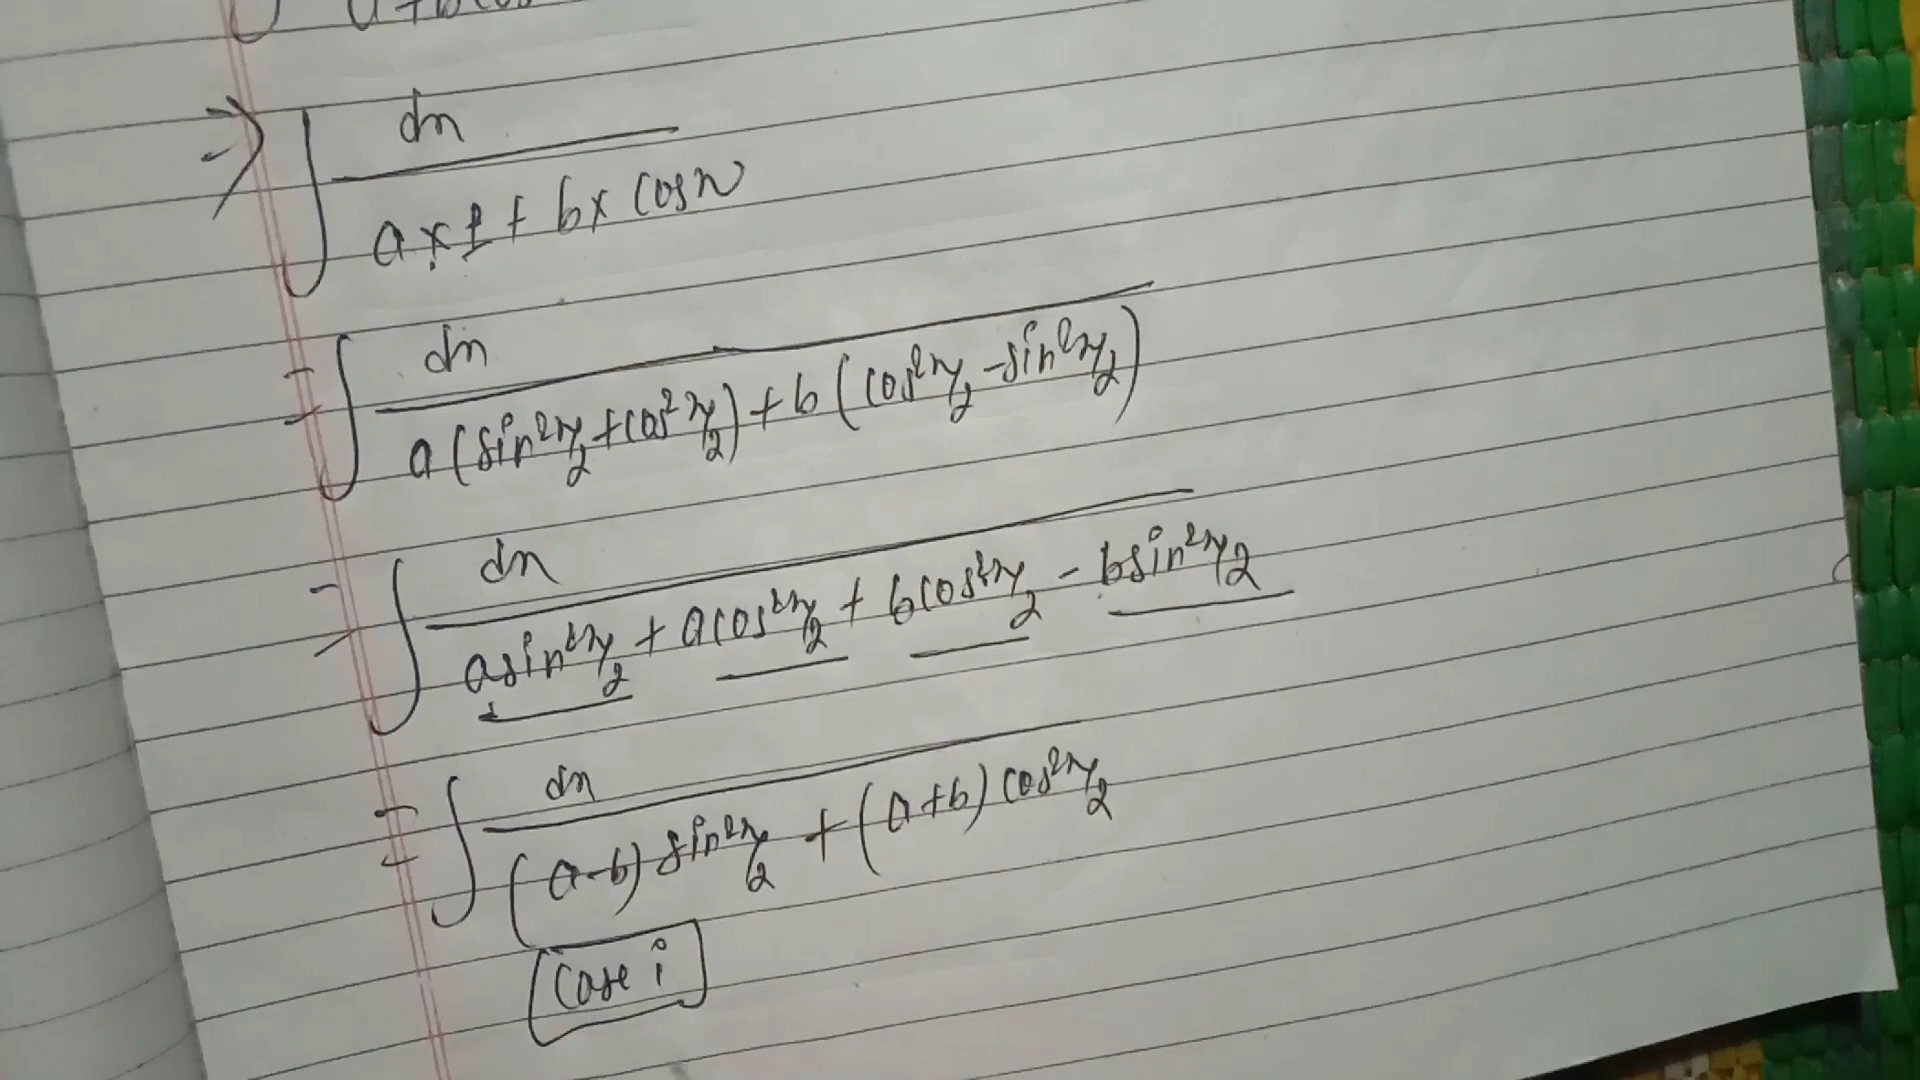 ⇒ ∫ dx / (a×1 + b× cosx)
= ∫ dx / (a(sin²x/2 + cos²x/2) + b(cos²x/2 - sin²x/2))
= ∫ dx / (asin²x/2 + acos²x/2 + bcos²x/2 - bsin²x/2)
= ∫ dx / ((a-b) sin²x/2 + (a+b) cos²x/2)
Case i